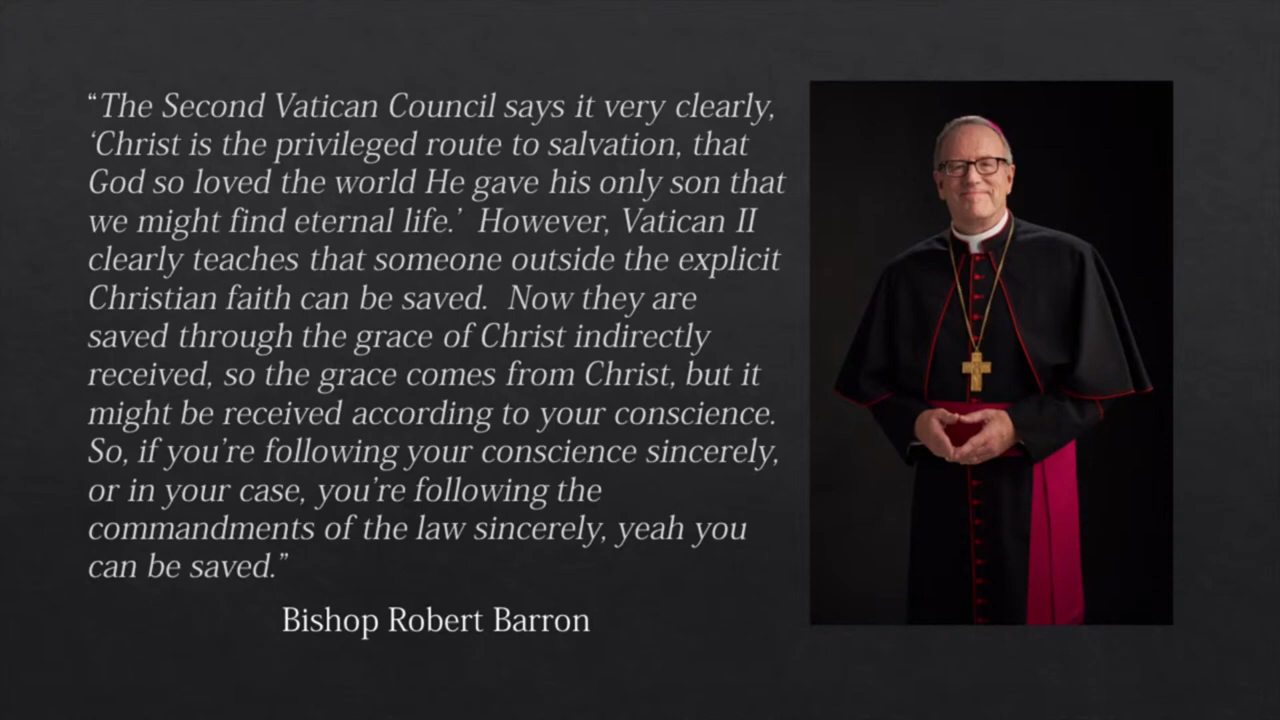 “The Second Vatican Council says it very clearly,
‘Christ is the privileged route to salvation, that
God so loved the world He gave his only son that
we might find eternal life.’ However, Vatican II
clearly teaches that someone outside the explicit
Christian faith can be saved. Now they are
saved through the grace of Christ indirectly
received, so the grace comes from Christ, but it
might be received according to your conscience.
So, if you’re following your conscience sincerely,
or in your case, you’re following the
commandments of the law sincerely, yeah you
can be saved.”
Bishop Robert Barron